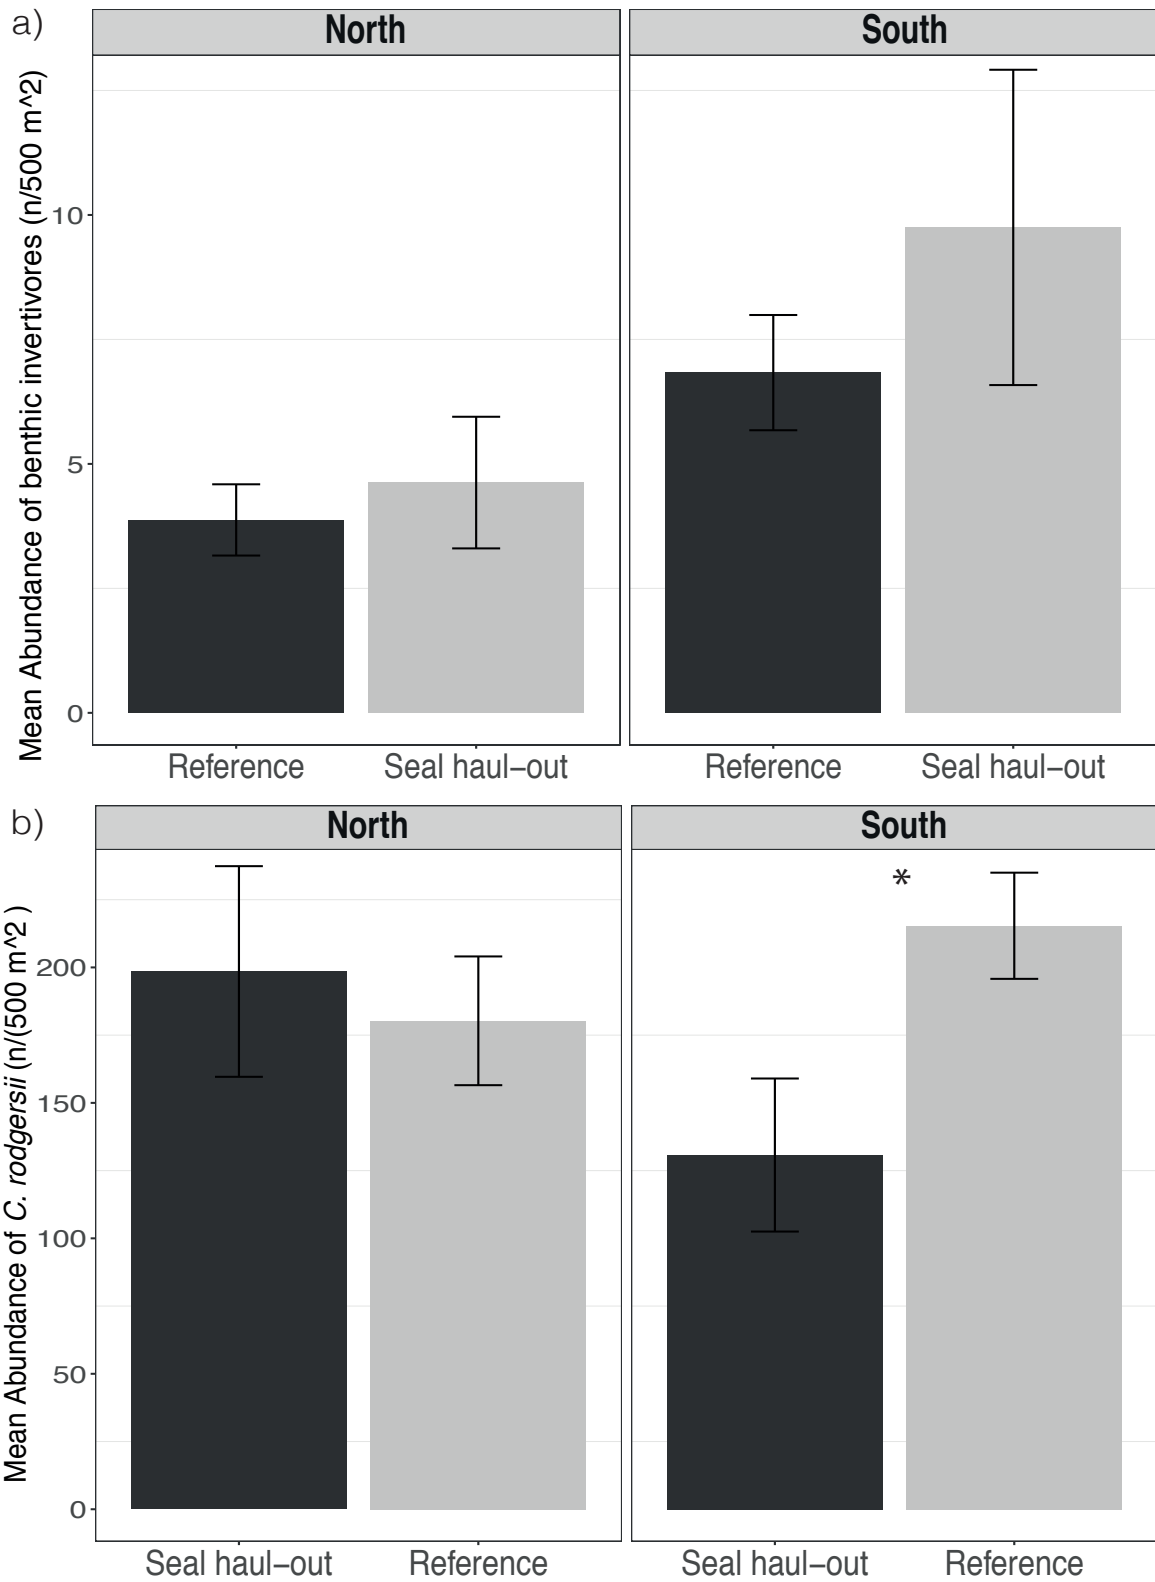 a)
North
South
Mean Abundance of benthic invertivores (n/500 m^2)
10
5
0
Reference
Seal haul–out
Reference
Seal haul–out
b)
North
South
Mean Abundance of C. rodgersii (n/(500 m^2 )
*
200
150
100
50
0
Seal haul–out
Reference
Seal haul–out
Reference